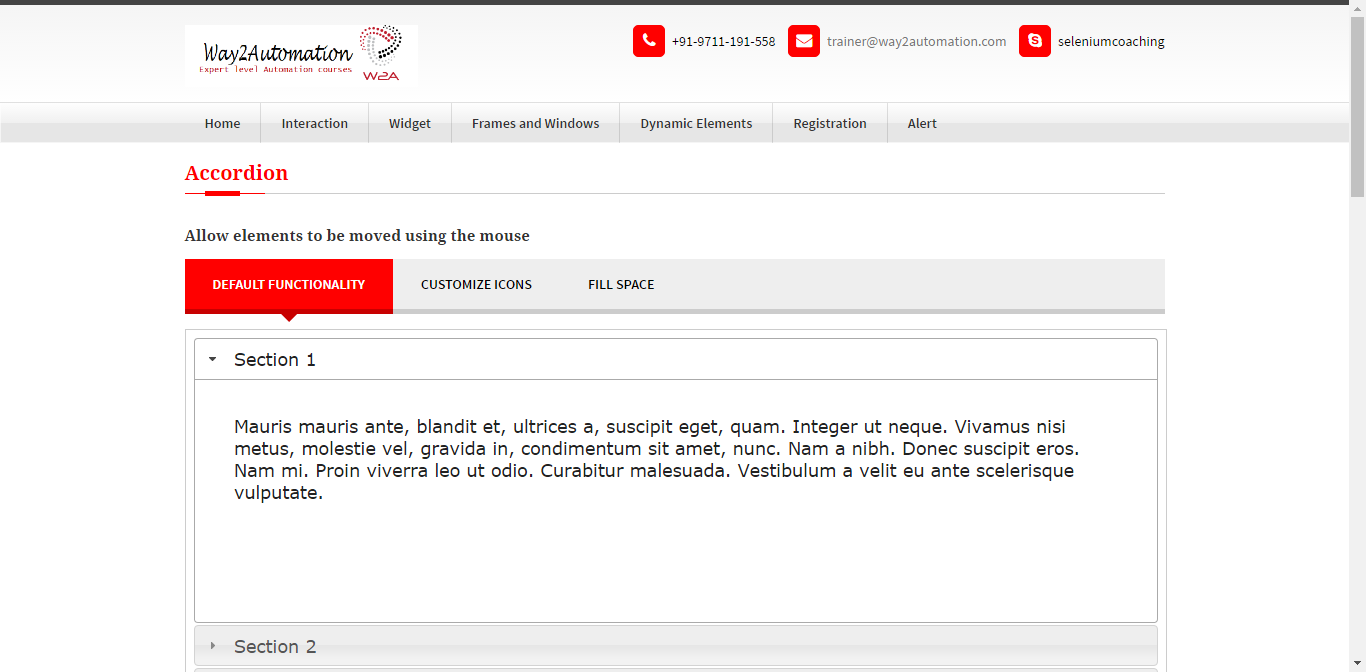 Way2Automation
Expert level Automation courses
W2A
+91-9711-191-558
trainer@way2automation.com
seleniumcoaching
Home
Interaction
Widget
Frames and Windows
Dynamic Elements
Registration
Alert
Accordion
Allow elements to be moved using the mouse
DEFAULT FUNCTIONALITY
CUSTOMIZE ICONS
FILL SPACE
Section 1
Mauris mauris ante, blandit et, ultrices a, suscipit eget, quam. Integer ut neque. Vivamus nisi
metus, molestie vel, gravida in, condimentum sit amet, nunc. Nam a nibh. Donec suscipit eros.
Nam mi. Proin viverra leo ut odio. Curabitur malesuada. Vestibulum a velit eu ante scelerisque
vulputate.
Section 2